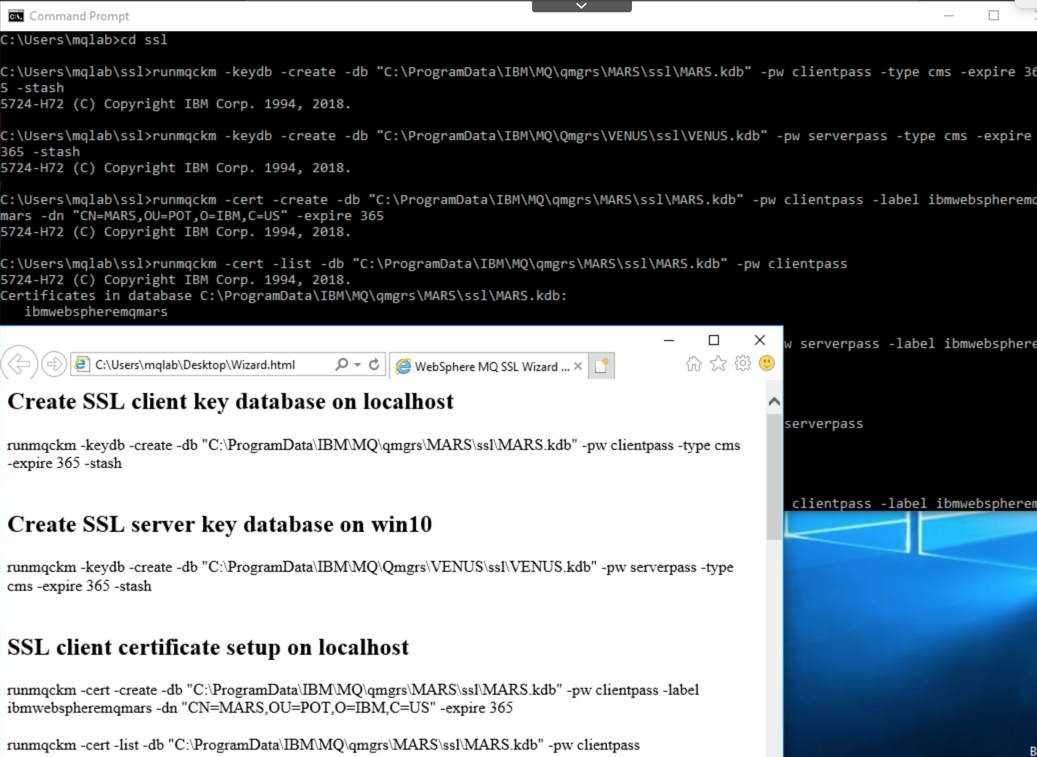 Command Prompt
C:\Users\mqlab>cd ssl
C:\Users\mqlab\ssl>runmqckm -keydb -create -db "C:\ProgramData\IBM\MQ\qmgrs\MARS\ssl\MARS.kdb" -pw clientpass -type cms -expire 36
5 -stash
5724-H72 (C) Copyright IBM Corp. 1994, 2018.
C:\Users\mqlab\ssl>runmqckm -keydb -create -db "C:\ProgramData\IBM\MQ\Qmgrs\VENUS\ssl\VENUS.kdb" -pw serverpass -type cms -expire
365 -stash
5724-H72 (C) Copyright IBM Corp. 1994, 2018.
C:\Users\mqlab\ssl>runmqckm -cert -create -db "C:\ProgramData\IBM\MQ\qmgrs\MARS\ssl\MARS.kdb" -pw clientpass -label ibmwebspheremq
mars -dn "CN=MARS,OU=POT,O=IBM,C=US" -expire 365
5724-H72 (C) Copyright IBM Corp. 1994, 2018.
C:\Users\mqlab\ssl>runmqckm -cert -list -db "C:\ProgramData\IBM\MQ\qmgrs\MARS\ssl\MARS.kdb" -pw clientpass
5724-H72 (C) Copyright IBM Corp. 1994, 2018.
Certificates in database C:\ProgramData\IBM\MQ\qmgrs\MARS\ssl\MARS.kdb:
ibmwebspheremqmars
w serverpass -label ibmwebsphere
serverpass
clientpass -label ibmwebspherem
C:\Users\mqlab\Desktop\Wizard.html
WebSphere MQ SSL Wizard ...
Create SSL client key database on localhost
runmqckm -keydb -create -db "C:\ProgramData\IBM\MQ\qmgrs\MARS\ssl\MARS.kdb" -pw clientpass -type cms
-expire 365 -stash
Create SSL server key database on win10
runmqckm -keydb -create -db "C:\ProgramData\IBM\MQ\Qmgrs\VENUS\ssl\VENUS.kdb" -pw serverpass -type
cms -expire 365 -stash
SSL client certificate setup on localhost
runmqckm -cert -create -db "C:\ProgramData\IBM\MQ\qmgrs\MARS\ssl\MARS.kdb" -pw clientpass -label
ibmwebspheremqmars -dn "CN=MARS,OU=POT,O=IBM,C=US" -expire 365
runmqckm -cert -list -db "C:\ProgramData\IBM\MQ\qmgrs\MARS\ssl\MARS.kdb" -pw clientpass